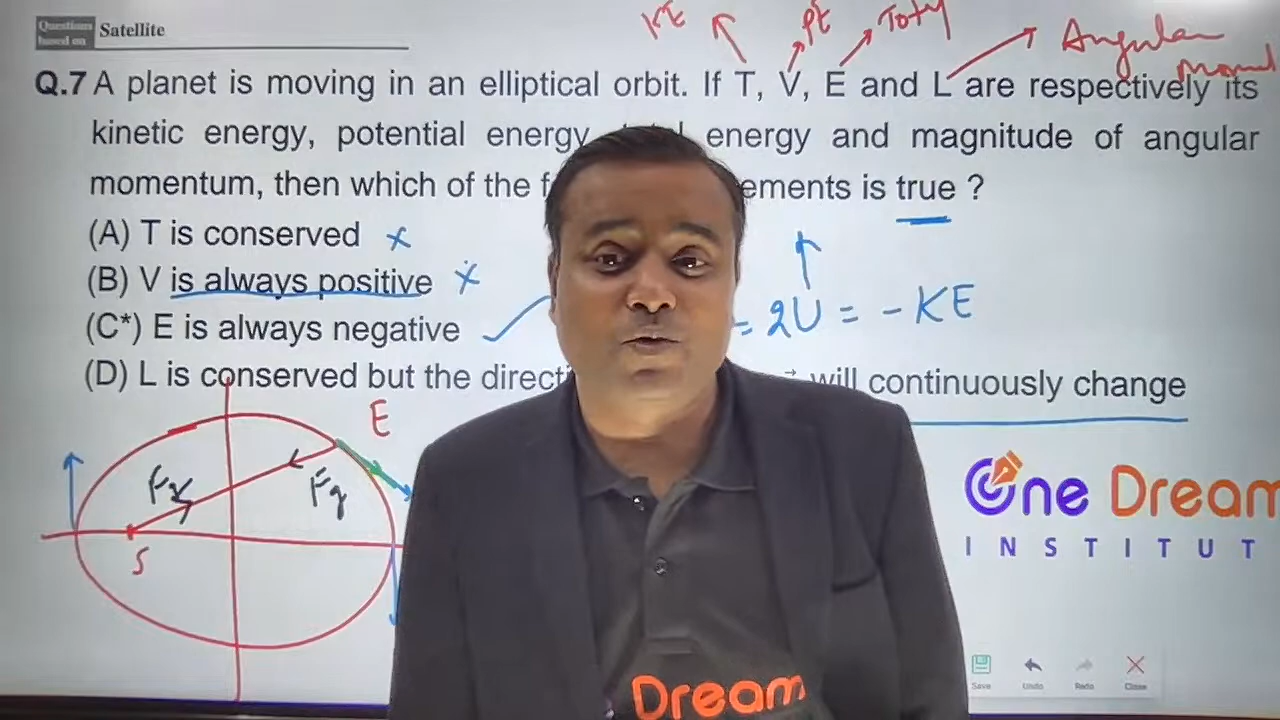 Questions
based on
Satellite
KE
PE
Total
Angular
Q.7 A planet is moving in an elliptical orbit. If T, V, E and L are respectively its
kinetic energy, potential energy energy and magnitude of angular
momentum, then which of the ements is true ?
(A) T is conserved ×
(B) V is always positive ×
(C*) E is always negative ✓
= 2U = - KE
(D) L is conserved but the directi will continuously change
E
S
One Dream
INSTITUT
Save Undo Redo Close
Dream